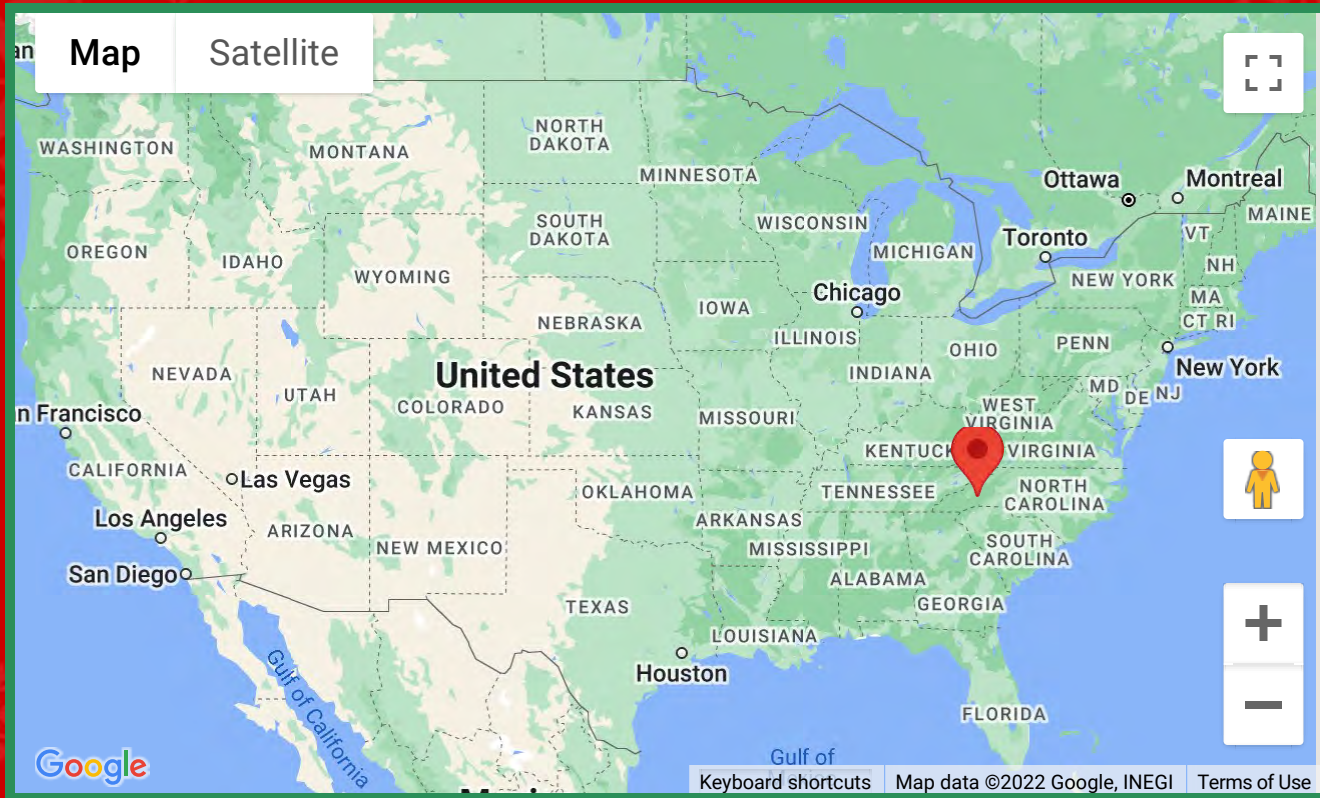 Map
Satellite
an
WASHINGTON
MONTANA
NORTH
DAKOTA
MINNESOTA
Ottawa
Montreal
MAINE
OREGON
IDAHO
WYOMING
SOUTH
DAKOTA
WISCONSIN
MICHIGAN
Toronto
VT
NH
NEW YORK
MA
CT RI
NEBRASKA
IOWA
Chicago
ILLINOIS
INDIANA
OHIO
PENN
New York
NEVADA
UTAH
COLORADO
United States
KANSAS
MISSOURI
WEST
VIRGINIA
MD
DE
NJ
n Francisco
CALIFORNIA
Las Vegas
KENTUCK
VIRGINIA
Los Angeles
ARIZONA
NEW MEXICO
OKLAHOMA
ARKANSAS
TENNESSEE
NORTH
CAROLINA
San Diego
MISSISSIPPI
ALABAMA
SOUTH
CAROLINA
GEORGIA
TEXAS
LOUISIANA
Houston
Gulf of California
FLORIDA
Gulf of
Google
Keyboard shortcuts
Map data ©2022 Google, INEGI
Terms of Use